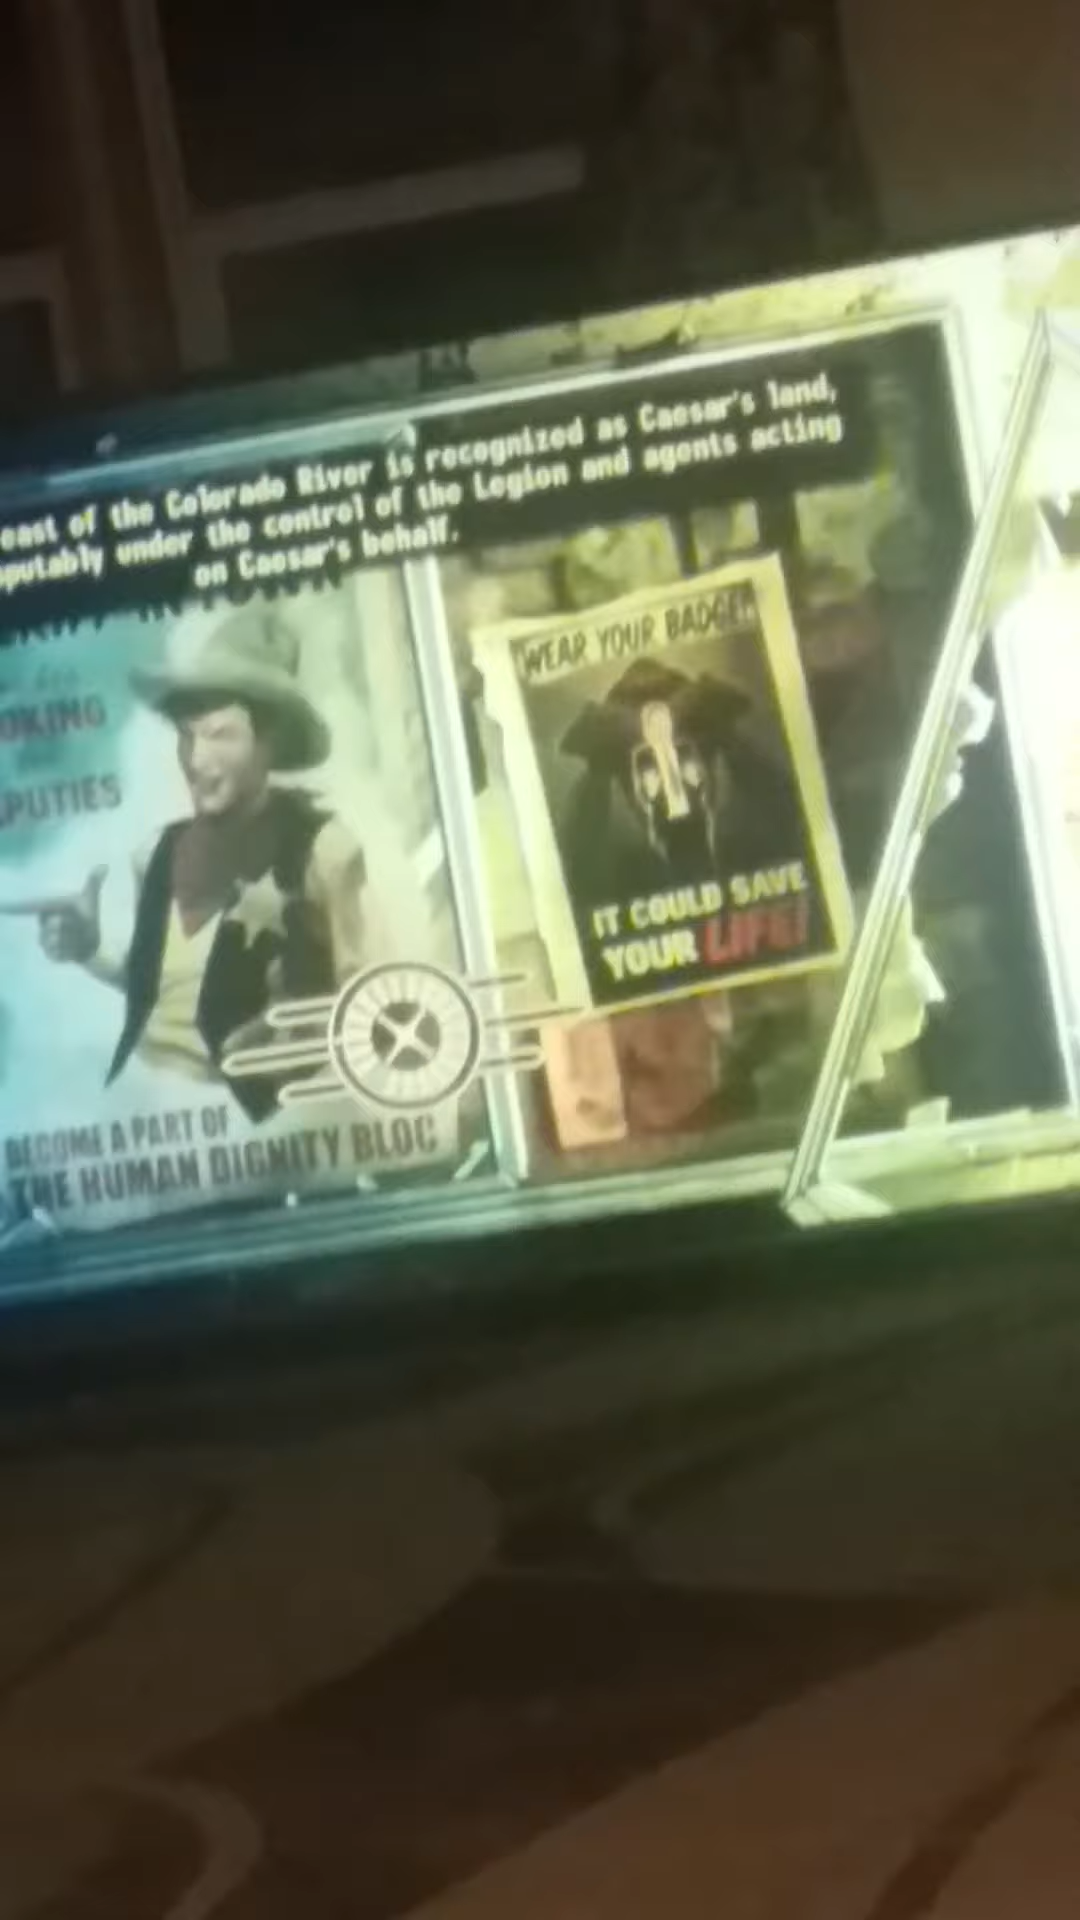 east of the Colorado River is recognized as Caesar's land,
putably under the control of the Legion and agents acting
on Caesar's behalf.
OKING
PUTIES
BECOME A PART OF
THE HUMAN DIGNITY BLOC
WEAR YOUR BADGE!
IT COULD SAVE
YOUR LIFE!